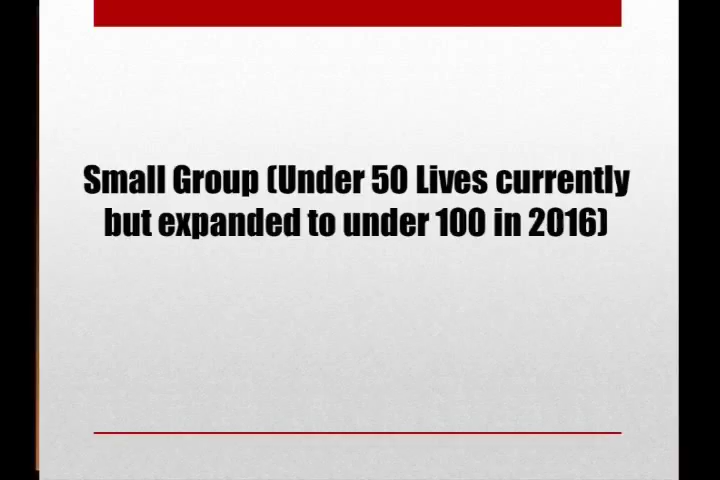 Small Group (Under 50 Lives currently
but expanded to under 100 in 2016)